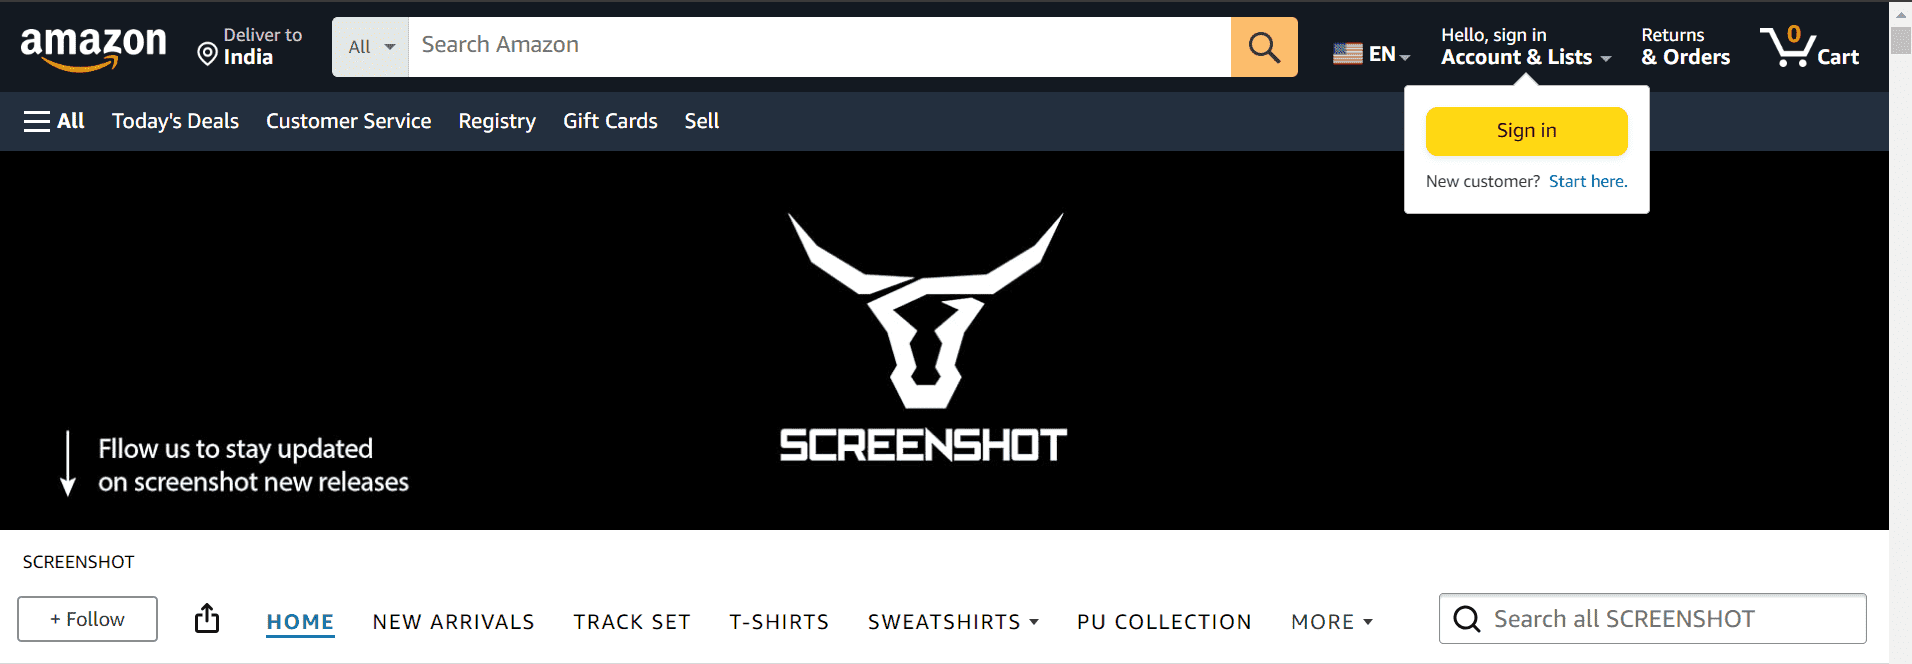 amazon
Deliver to
India
All
Search Amazon
EN
Hello, sign in
Account & Lists
Returns
& Orders
0
Cart
All
Today's Deals
Customer Service
Registry
Gift Cards
Sell
Sign in
New customer? Start here.
SCREENSHOT
Fllow us to stay updated
on screenshot new releases
SCREENSHOT
+ Follow
HOME
NEW ARRIVALS
TRACK SET
T-SHIRTS
SWEATSHIRTS
PU COLLECTION
MORE
Search all SCREENSHOT